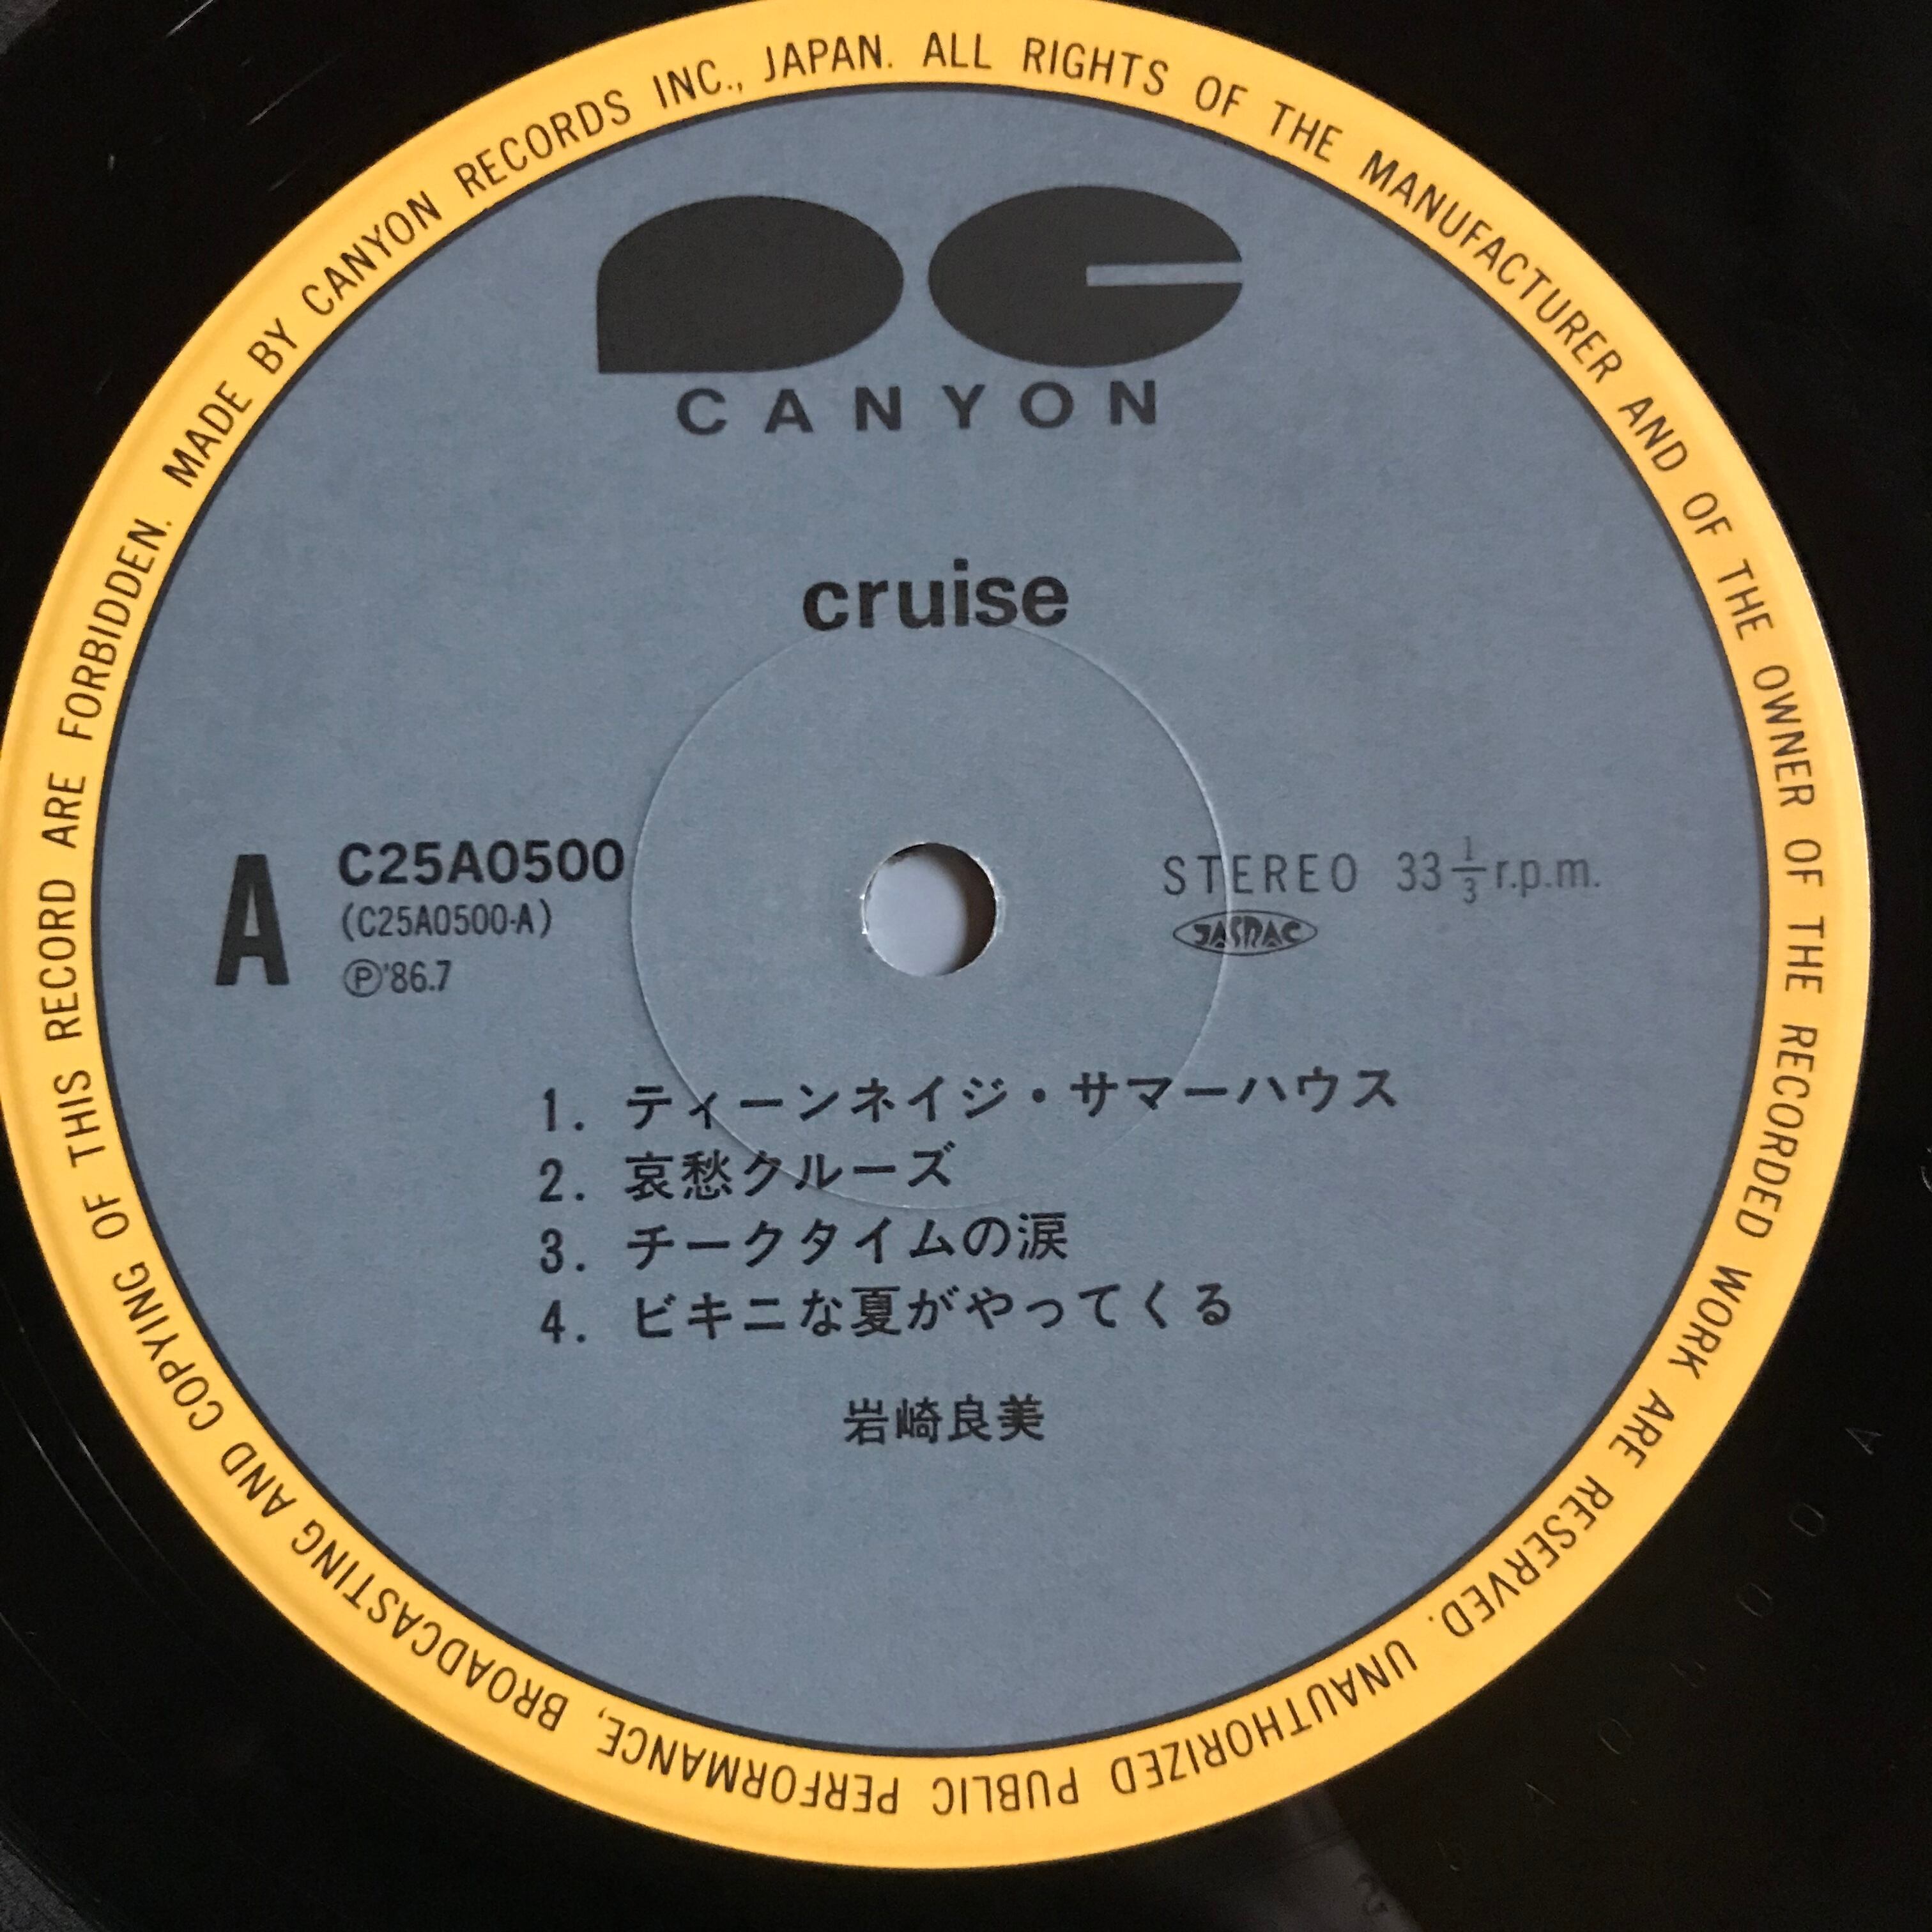 MADE BY CANYON RECORDS INC., JAPAN. ALL RIGHTS OF THE MANUFACTURER AND OF THE OWNER OF THE RECORDED WORK ARE RESERVED. UNAUTHORIZED PUBLIC PERFORMANCE, BROADCASTING AND COPYING OF THIS RECORD ARE FORBIDDEN.
CANYON
cruise
A
C25A0500
(C25A0500-A)
Ⓟ'86.7
STEREO 33 1/3 r.p.m.
JASRAC
1. ティーンネイジ・サマーハウス
2. 哀愁クルーズ
3. チークタイムの涙
4. ビキニな夏がやってくる
岩崎良美